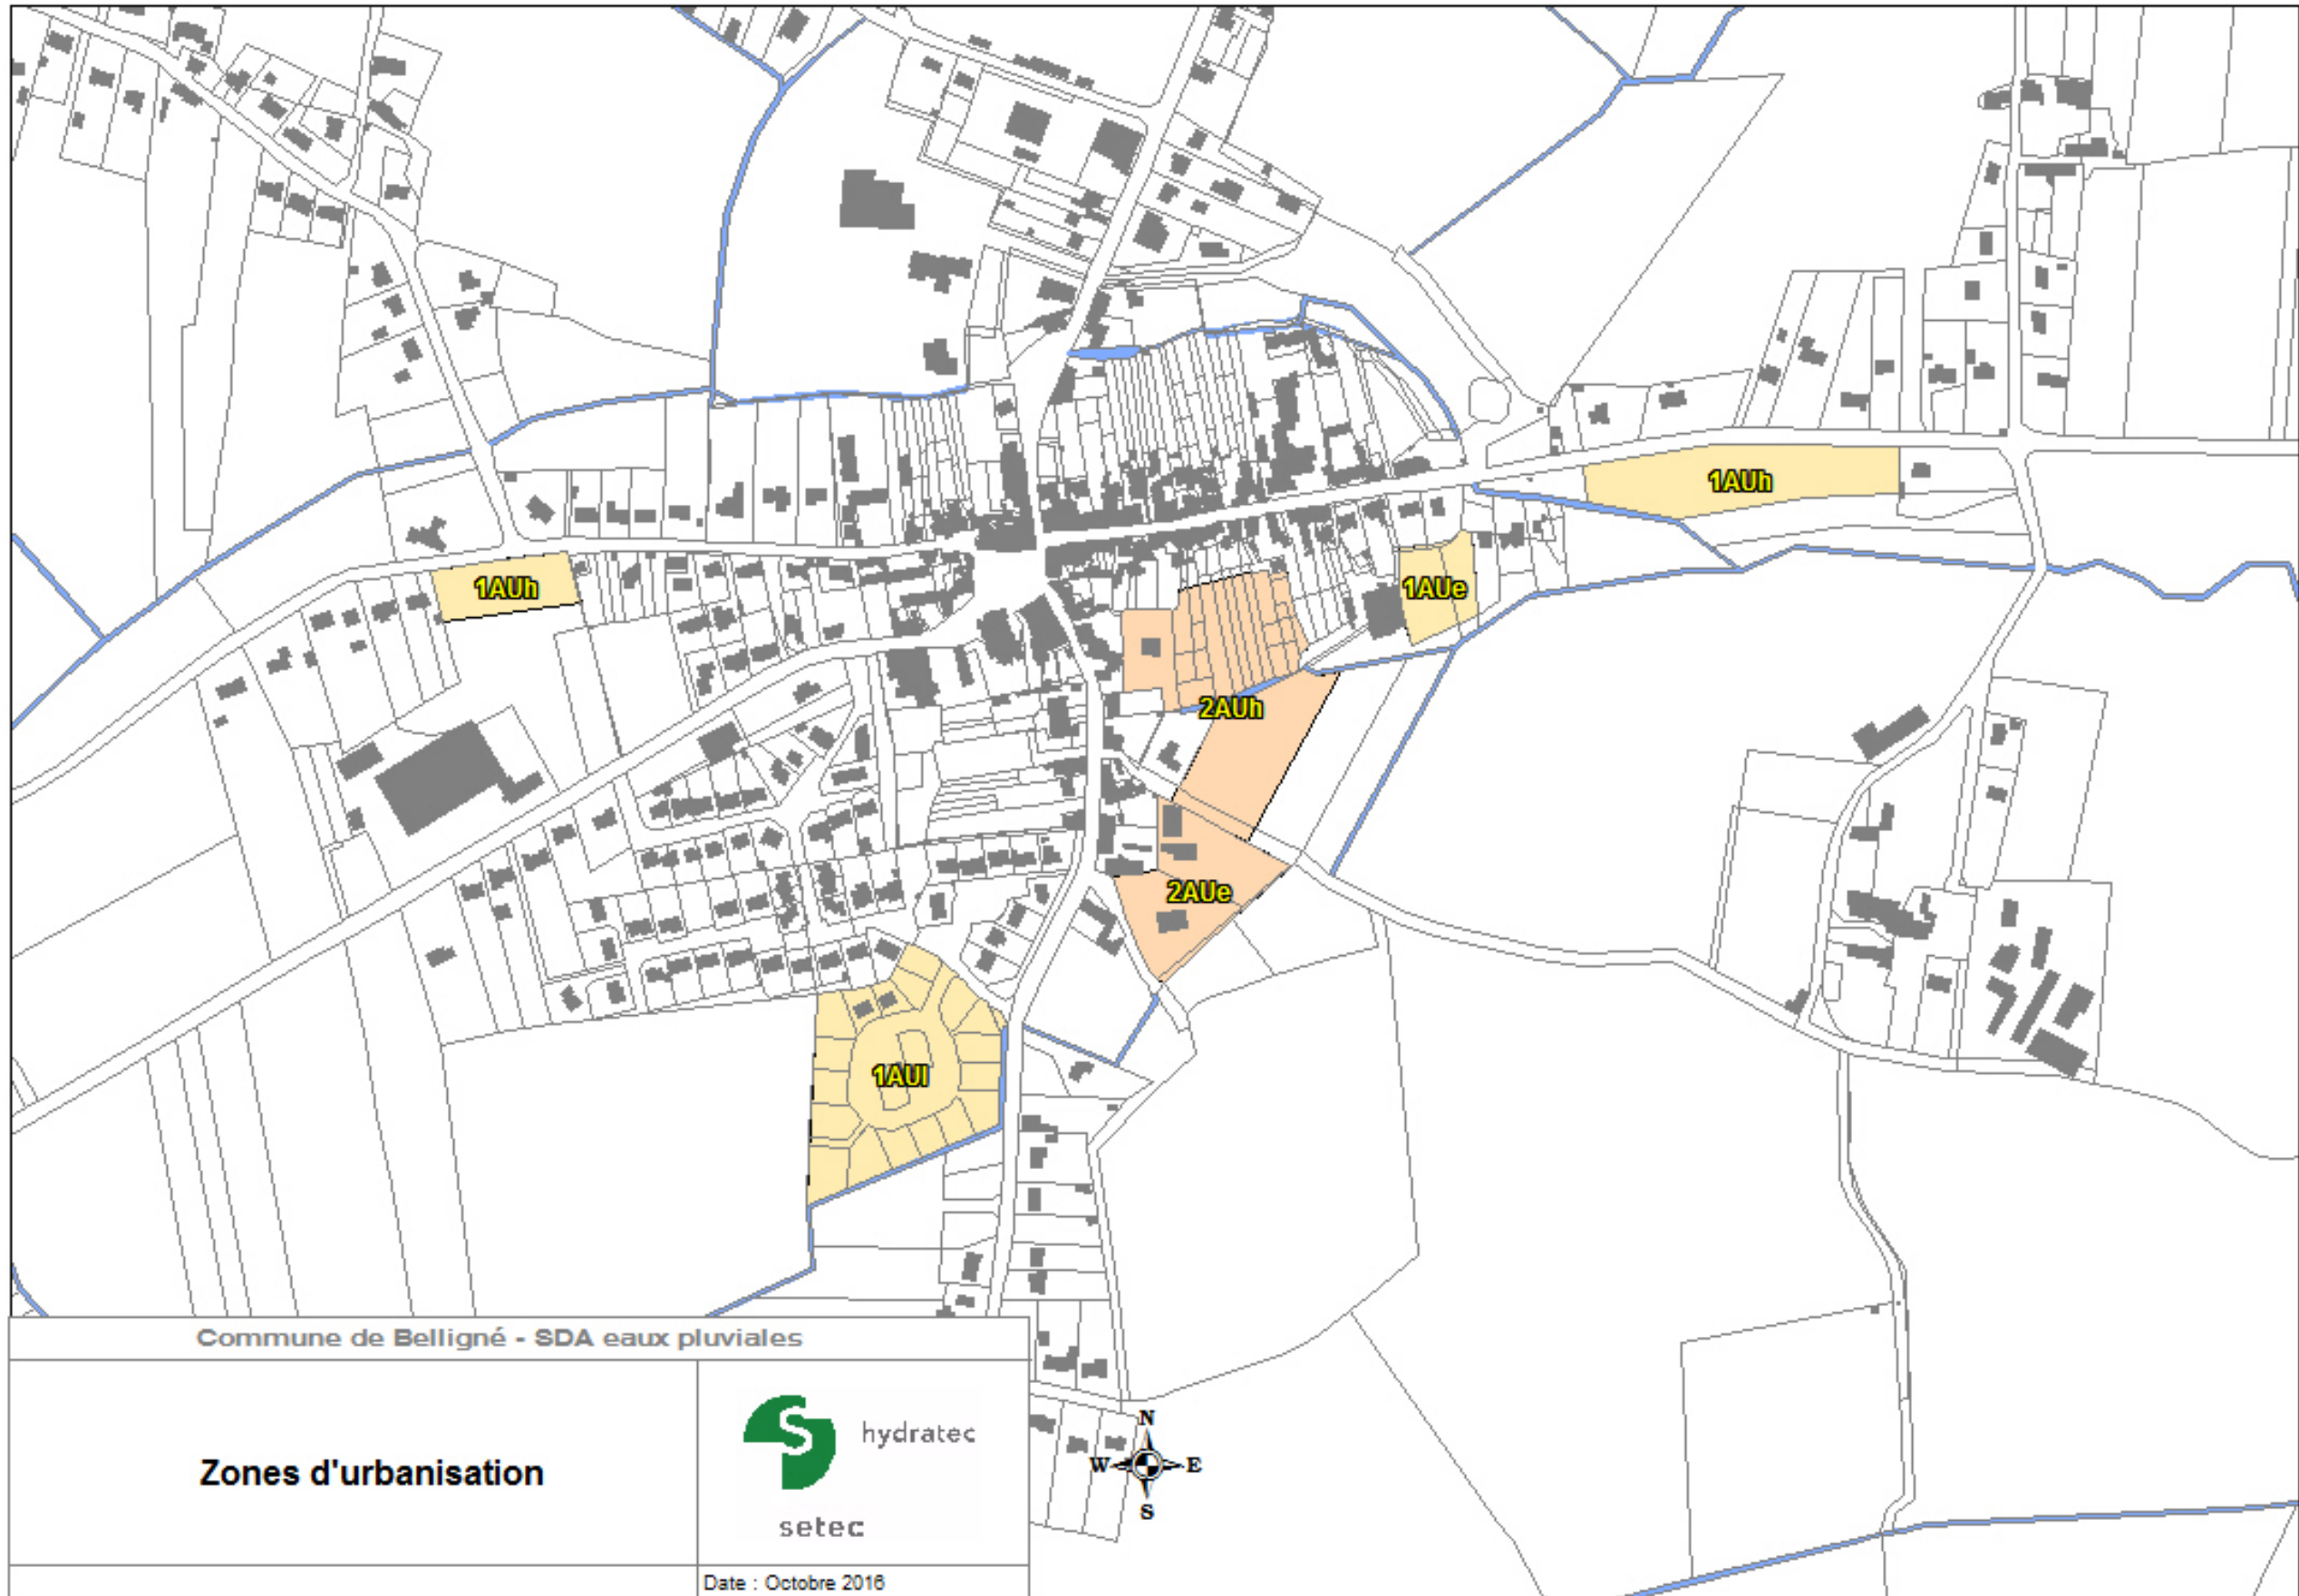 1AUh
1AUh
1AUe
2AUh
2AUe
1AUl
Commune de Belligné - SDA eaux pluviales
Zones d'urbanisation
hydratec
setec
Date : Octobre 2016
N
W E
S